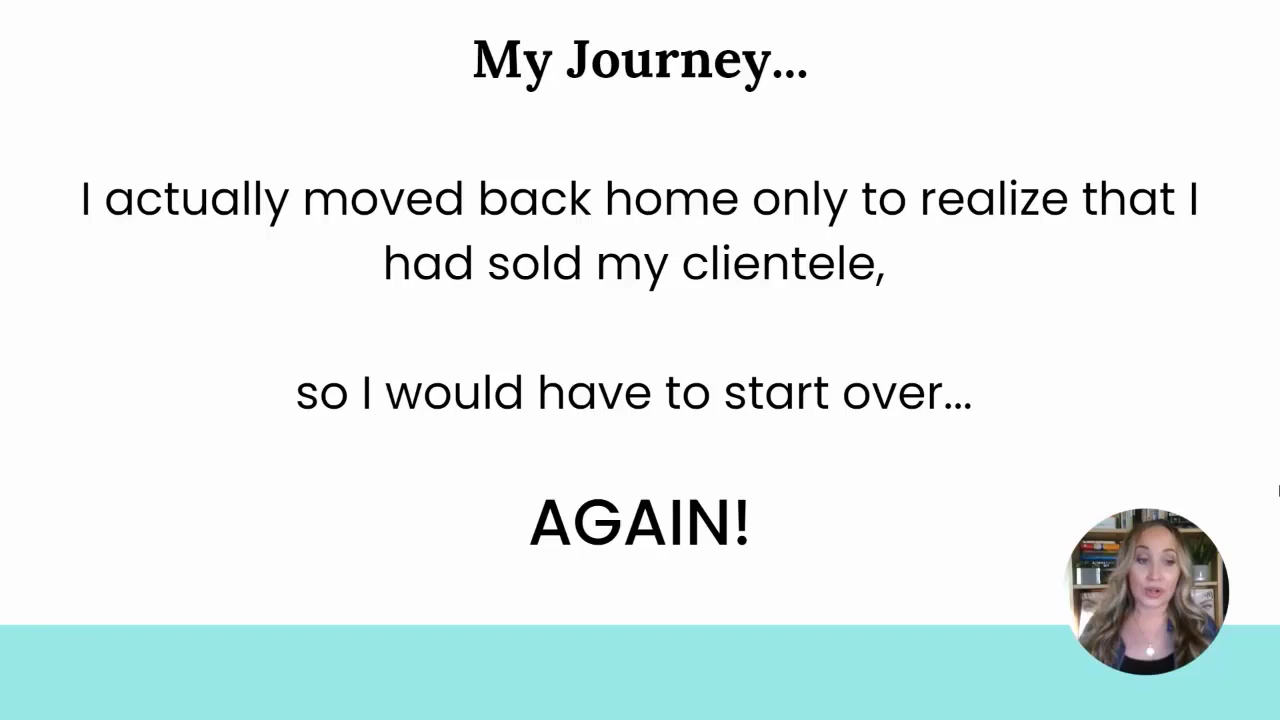 My Journey...
I actually moved back home only to realize that I
had sold my clientele,
so I would have to start over...
AGAIN!